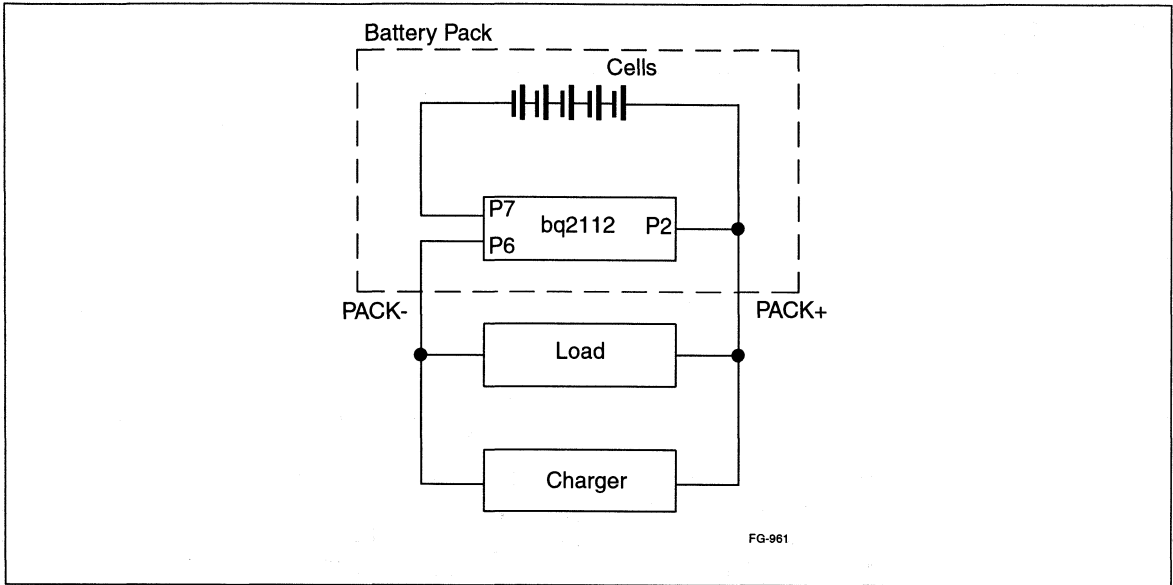 Battery Pack
Cells
P7
bq2112
P2
P6
PACK-
PACK+
Load
Charger
FG-961